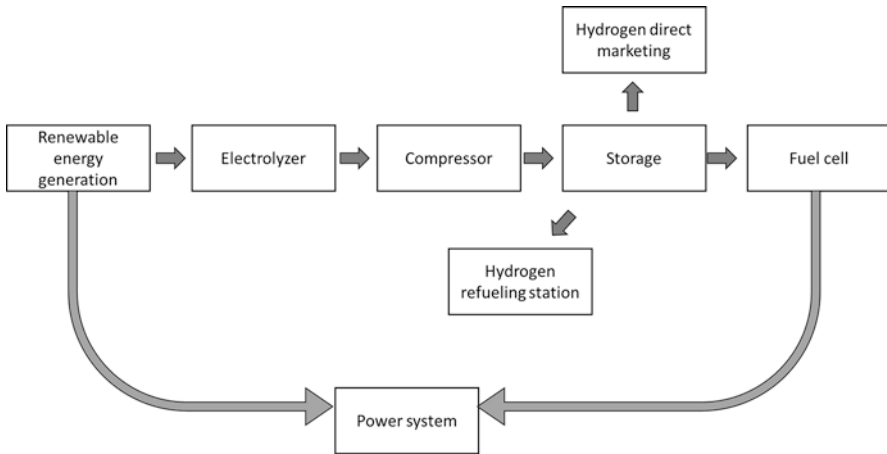 Hydrogen direct
marketing
Renewable
energy
generation
Electrolyzer
Compressor
Storage
Fuel cell
Hydrogen
refueling station
Power system